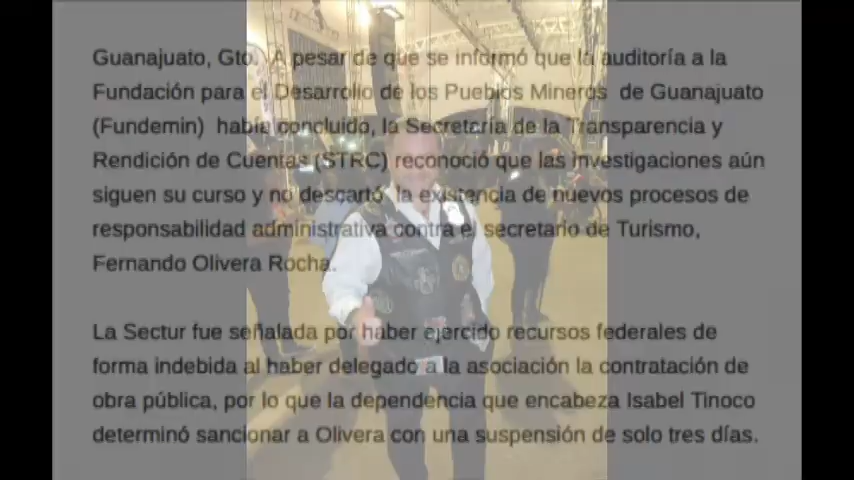 Guanajuato, Gto.  A pesar de que se informó que la auditoría a la
Fundación para el Desarrollo de los Pueblos Mineros  de Guanajuato
(Fundemin)  había concluido, la Secretaría de la Transparencia y
Rendición de Cuentas (STRC) reconoció que las investigaciones aún
siguen su curso y no descartó  la existencia de nuevos procesos de
responsabilidad administrativa contra el secretario de Turismo,
Fernando Olivera Rocha.
La Sectur fue señalada por haber ejercido recursos federales de
forma indebida al haber delegado a la asociación la contratación de
obra pública, por lo que la dependencia que encabeza Isabel Tinoco
determinó sancionar a Olivera con una suspensión de solo tres días.